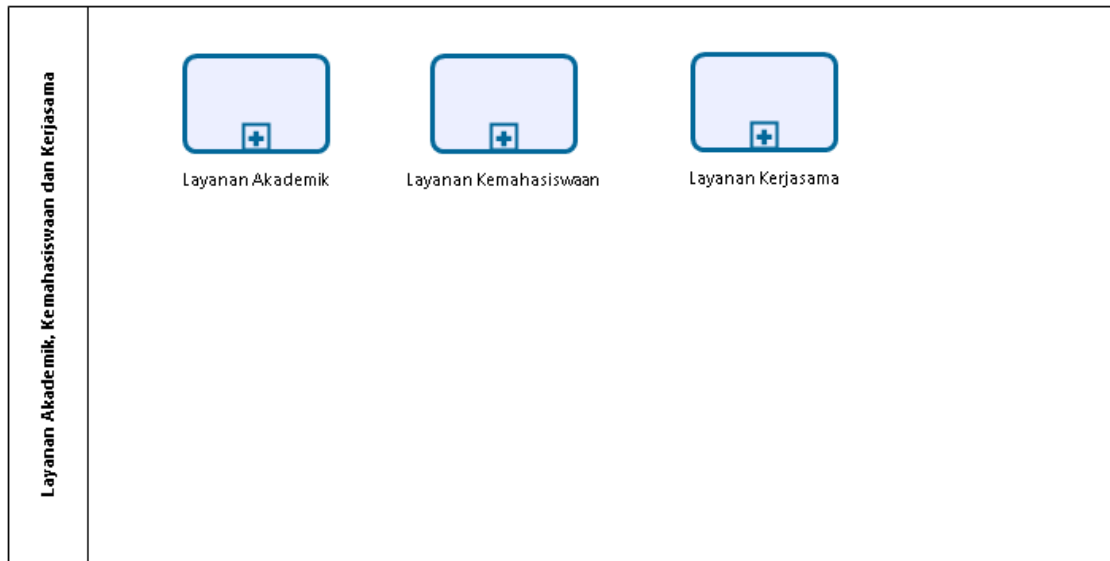 Layanan Akademik, Kemahasiswaan dan Kerjasama
Layanan Akademik
Layanan Kemahasiswaan
Layanan Kerjasama